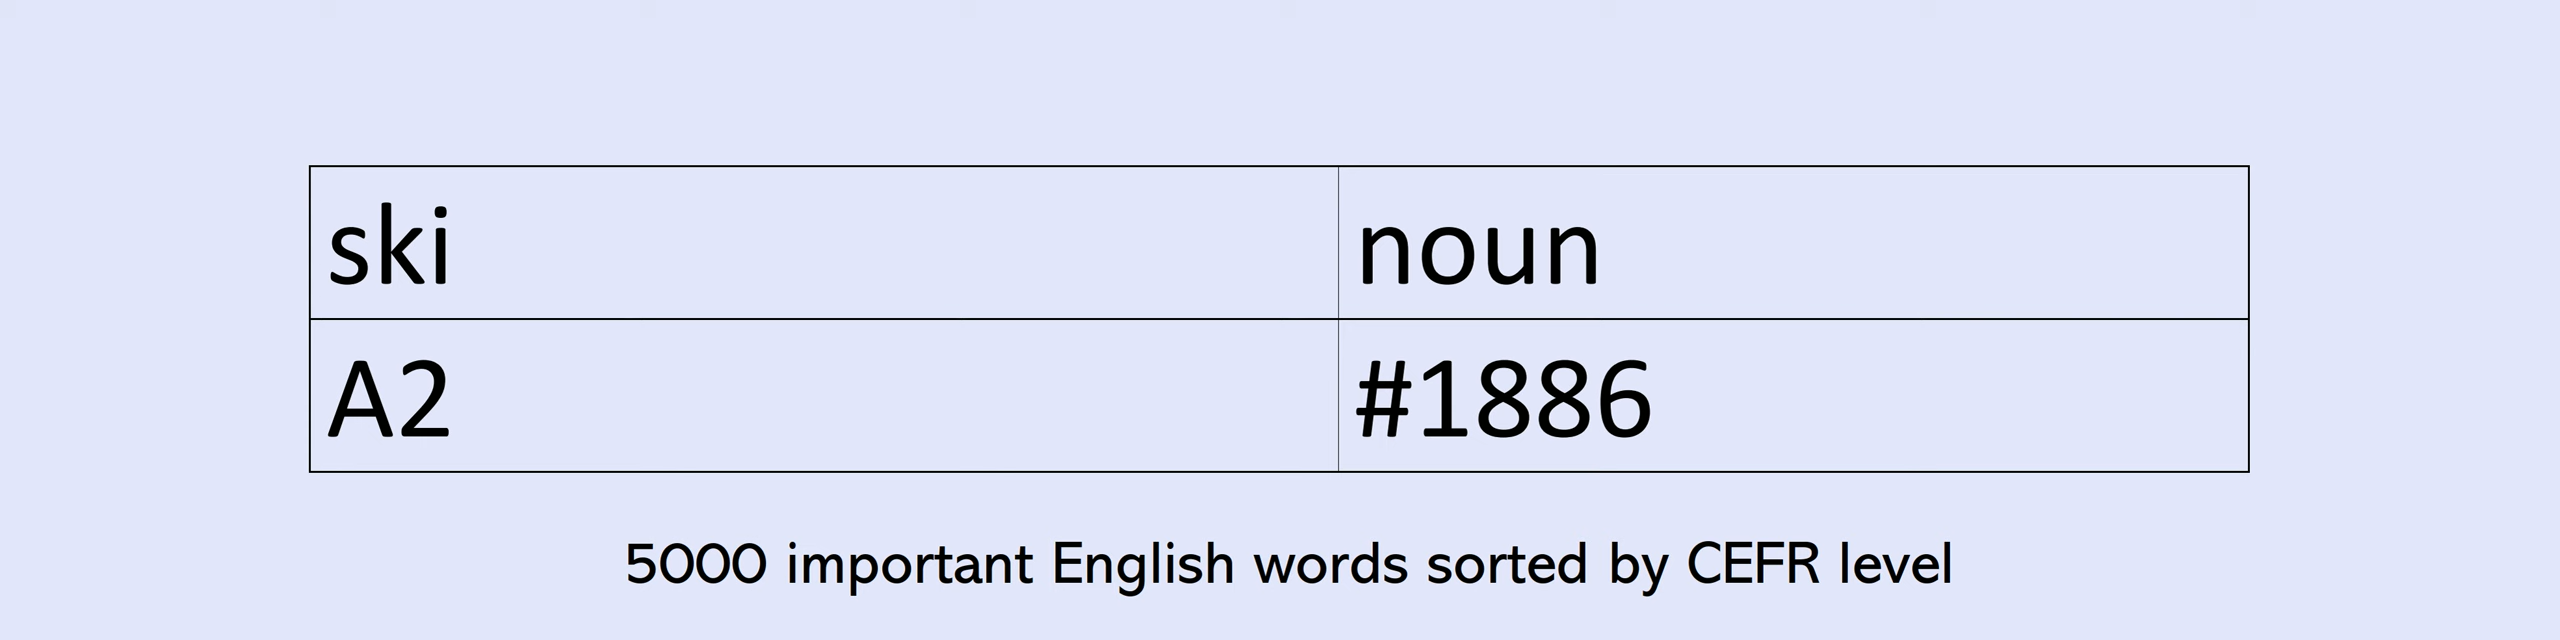 ski noun
A2 #1886
5000 important English words sorted by CEFR level